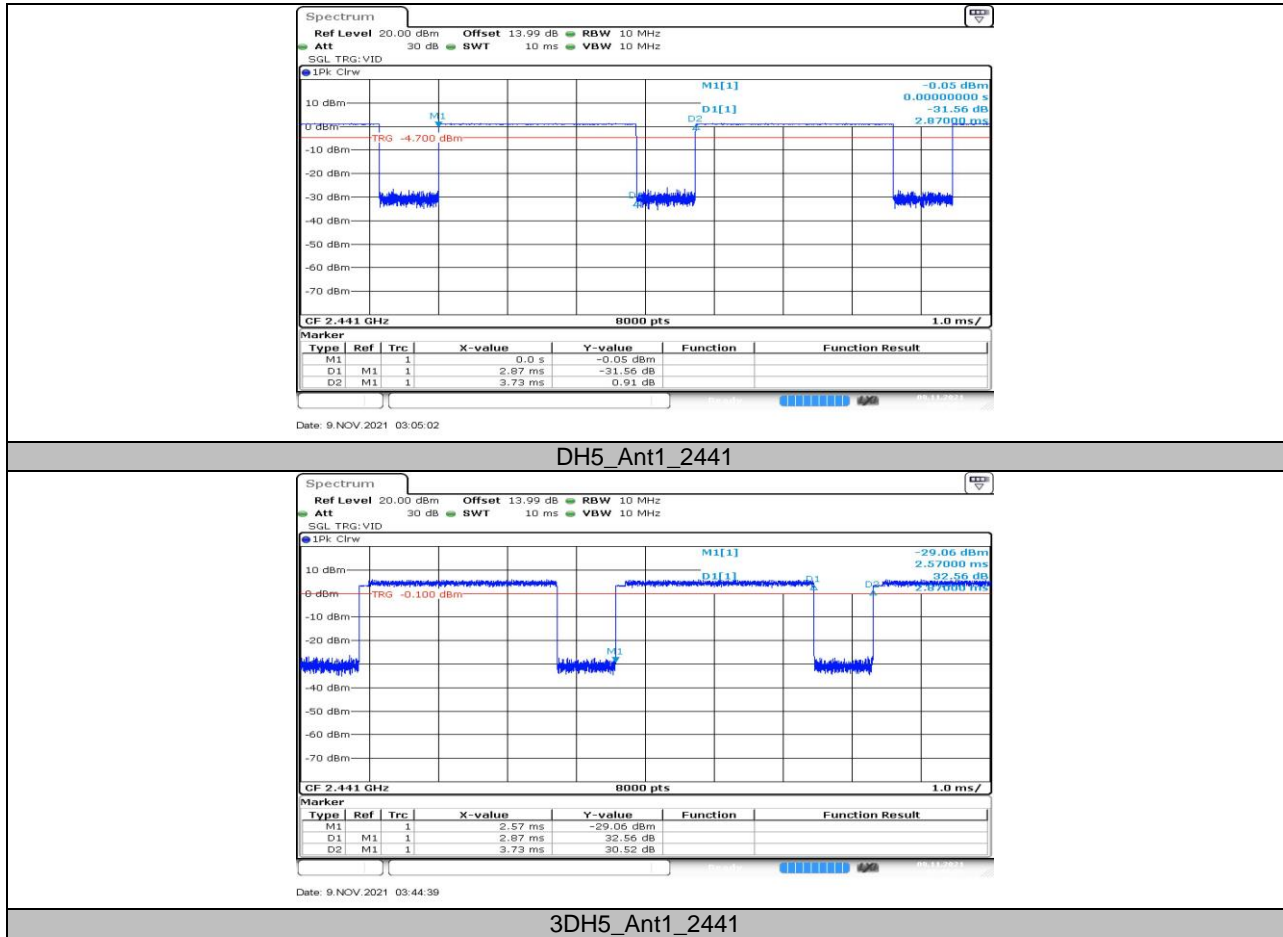 Spectrum
Ref Level 20.00 dBm Offset 13.99 dB RBW 10 MHz
Att 30 dB SWT 10 ms VBW 10 MHz
SGL TRG:VID
1Pk Clrw
M1[1] -0.05 dBm
0.00000000 s
10 dBm
D1[1] -31.56 dB
2.87000 ms
M1
D2
0 dBm
TRG -4.700 dBm
-10 dBm
-20 dBm
-30 dBm
-40 dBm
-50 dBm
-60 dBm
-70 dBm
CF 2.441 GHz 8000 pts 1.0 ms/
Marker
Type Ref Trc X-value Y-value Function Function Result
M1 1 0.0 s -0.05 dBm
D1 M1 1 2.87 ms -31.56 dB
D2 M1 1 3.73 ms 0.91 dB
Date: 9.NOV.2021 03:05:02
DH5_Ant1_2441
Spectrum
Ref Level 20.00 dBm Offset 13.99 dB RBW 10 MHz
Att 30 dB SWT 10 ms VBW 10 MHz
SGL TRG:VID
1Pk Clrw
M1[1] -29.06 dBm
2.57000 ms
10 dBm
D1[1] 32.56 dB
2.87000 ms
D1
D2
0 dBm
TRG -0.100 dBm
-10 dBm
-20 dBm
M1
-40 dBm
-50 dBm
-60 dBm
-70 dBm
CF 2.441 GHz 8000 pts 1.0 ms/
Marker
Type Ref Trc X-value Y-value Function Function Result
M1 1 2.57 ms -29.06 dBm
D1 M1 1 2.87 ms 32.56 dB
D2 M1 1 3.73 ms 30.52 dB
Date: 9.NOV.2021 03:44:39
3DH5_Ant1_2441